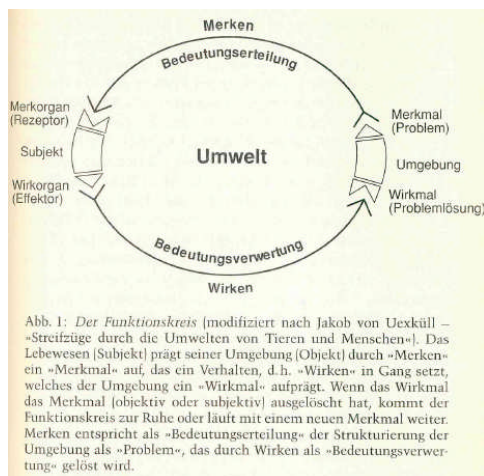 Merken
Bedeutungserteilung
Merkorgan
(Rezeptor)
Merkmal
(Problem)
Subjekt
Umwelt
Umgebung
Wirkorgan
(Effektor)
Wirkmal
(Problemlösung)
Bedeutungsverwertung
Wirken
Abb. 1: Der Funktionskreis (modifiziert nach Jakob von Uexküll –
»Streifzüge durch die Umwelten von Tieren und Menschen«). Das
Lebewesen (Subjekt) prägt seiner Umgebung (Objekt) durch »Merken«
ein »Merkmal« auf, das ein Verhalten, d.h. »Wirken« in Gang setzt,
welches der Umgebung ein »Wirkmal« aufprägt. Wenn das Wirkmal
das Merkmal (objektiv oder subjektiv) ausgelöscht hat, kommt der
Funktionskreis zur Ruhe oder läuft mit einem neuen Merkmal weiter.
Merken entspricht als »Bedeutungserteilung« der Strukturierung der
Umgebung als »Problem«, das durch Wirken als »Bedeutungsverwer-
tung« gelöst wird.